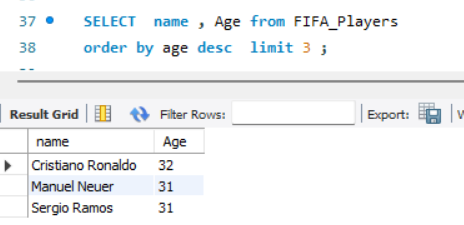 37 SELECT name , Age from FIFA_Players
38 order by age desc limit 3 ;
Result Grid Filter Rows: Export:
name Age
Cristiano Ronaldo 32
Manuel Neuer 31
Sergio Ramos 31